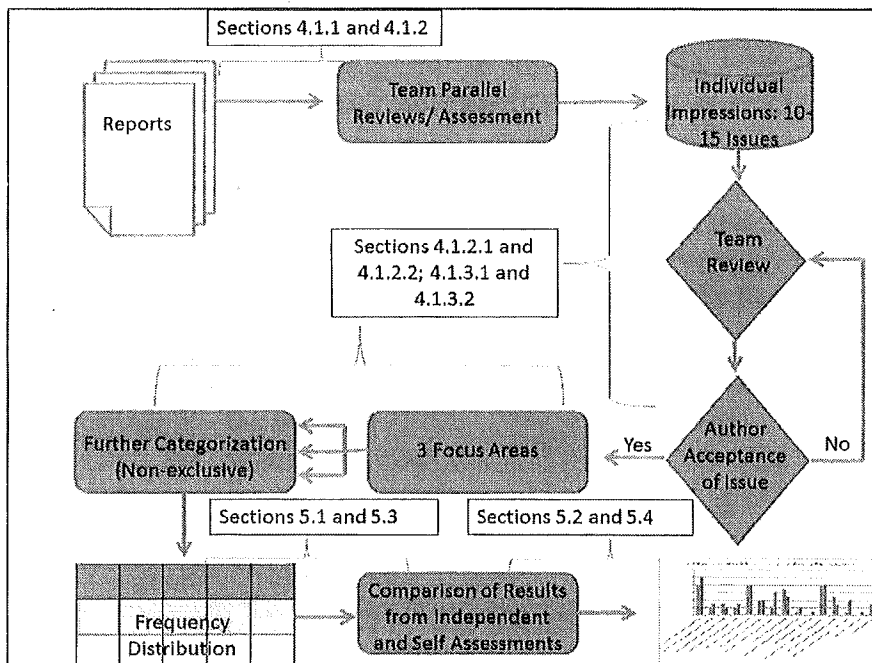 Sections 4.1.1 and 4.1.2
Reports
Team Parallel
Reviews/ Assessment
Individual
Impressions: 10-
15 Issues
Team
Review
Sections 4.1.2.1 and
4.1.2.2; 4.1.3.1 and
4.1.3.2
Author
Acceptance
of Issue
No
Yes
3 Focus Areas
Further Categorization
(Non-exclusive)
Sections 5.1 and 5.3
Sections 5.2 and 5.4
Frequency
Distribution
Comparison of Results
from Independent
and Self Assessments